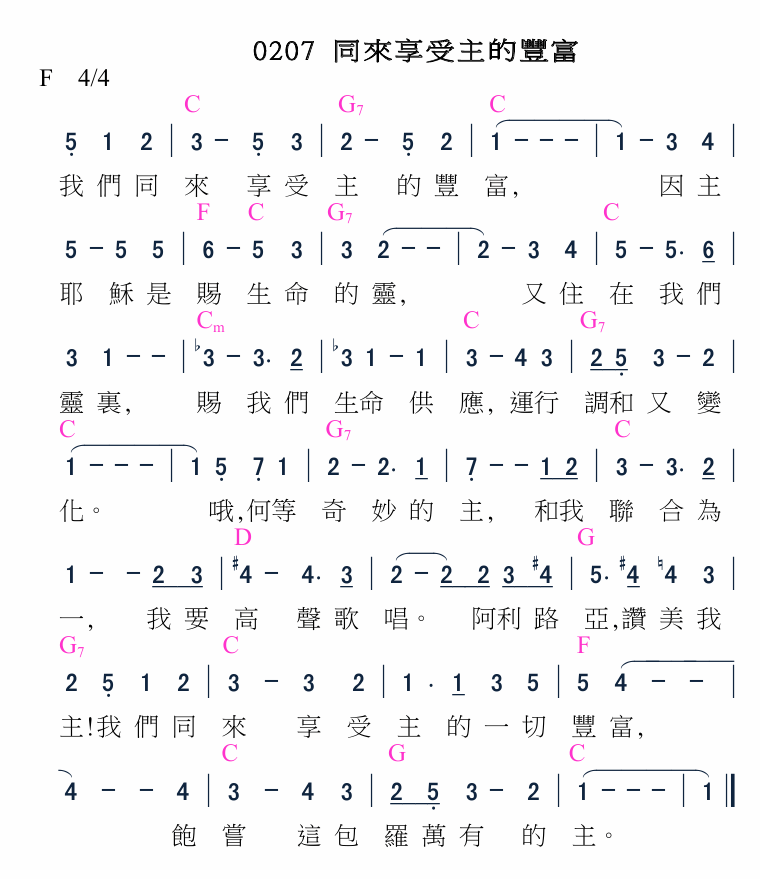 0207 同來享受主的豐富
F 4/4
C G7 C
5̣ 1 2 | 3 – 5̣ 3 | 2 – 5̣ 2 | 1 – – – | 1 – 3 4 |
我們同 來 享受 主 的豐 富, 因主
F C G7 C
5 – 5 5 | 6 – 5 3 | 3 2 – – | 2 – 3 4 | 5 – 5. 6 |
耶 穌是 賜 生命 的靈, 又住 在 我們
Cm C G7
3 1 – – | ♭3 – 3. 2 | ♭3 1 – 1 | 3 – 4 3 | 2 5̣ 3 – 2 |
靈裏, 賜 我們 生命 供 應, 運行 調和 又 變
C G7 C
1 – – – | 1 5̣ 7̣ 1 | 2 – 2. 1 | 7̣ – – 1 2 | 3 – 3. 2 |
化。 哦,何等 奇 妙的 主, 和我 聯 合為
D G
1 – – 2 3 | ♯4 – 4. 3 | 2 – 2 2 3 ♯4 | 5. ♯4 ♮4 3 |
一, 我要 高 聲歌 唱。 阿利路 亞,讚美我
G7 C F
2 5̣ 1 2 | 3 – 3 2 | 1 . 1 3 5 | 5 4 – – |
主!我們同 來 享受 主 的一切 豐富,
C G C
4 – – 4 | 3 – 4 3 | 2 5̣ 3 – 2 | 1 – – – | 1 ‖
飽 嘗 這包 羅萬有 的 主。